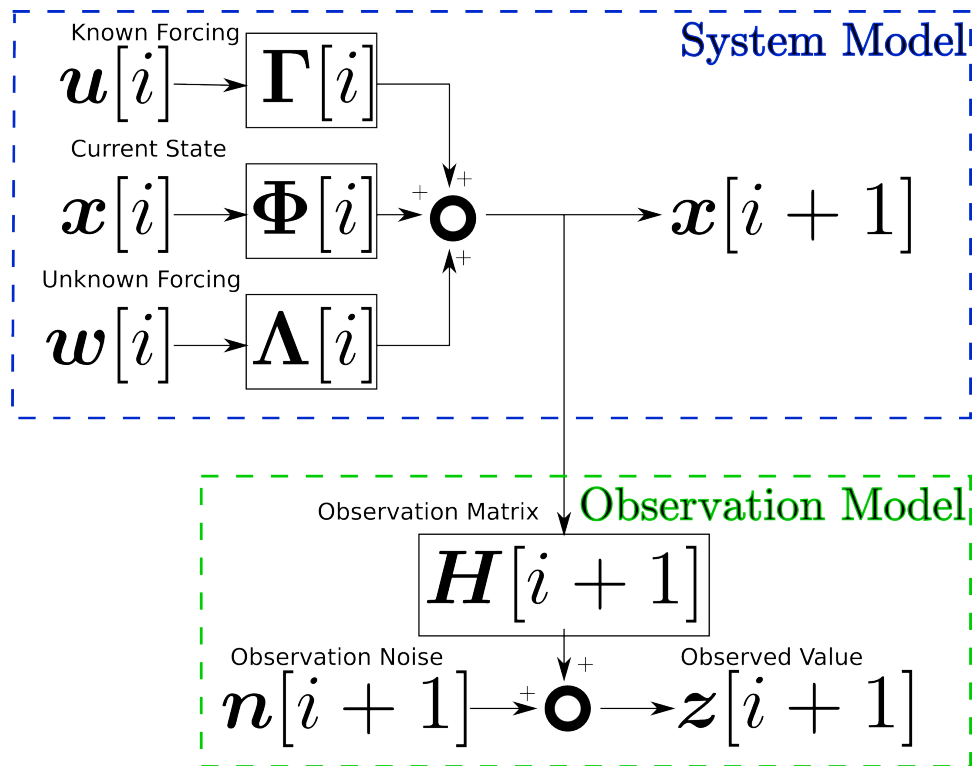 System Model
Known Forcing
u[i]
Γ[i]
+
Current State
x[i]
Φ[i]
+
x[i + 1]
Unknown Forcing
w[i]
Λ[i]
+
Observation Model
Observation Matrix
H[i + 1]
+
Observation Noise
n[i + 1]
+
Observed Value
z[i + 1]